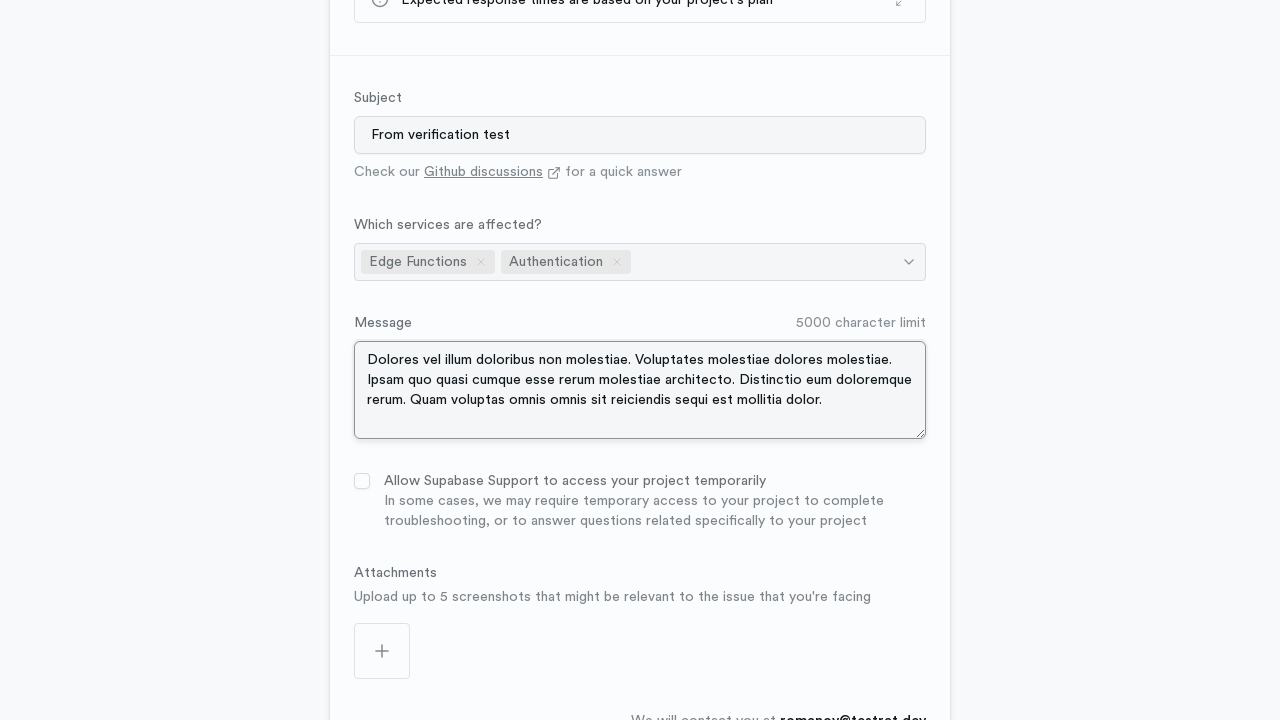 Expected response times are based on your project's plan
Subject
From verification test
Check our Github discussions for a quick answer
Which services are affected?
Edge Functions Authentication
Message 5000 character limit
Dolores vel illum doloribus non molestiae. Voluptates molestiae dolores molestiae.
Ipsam quo quasi cumque esse rerum molestiae architecto. Distinctio eum doloremque
rerum. Quam voluptas omnis omnis sit reiciendis sequi est mollitia dolor.
Allow Supabase Support to access your project temporarily
In some cases, we may require temporary access to your project to complete
troubleshooting, or to answer questions related specifically to your project
Attachments
Upload up to 5 screenshots that might be relevant to the issue that you're facing
We will contact you at